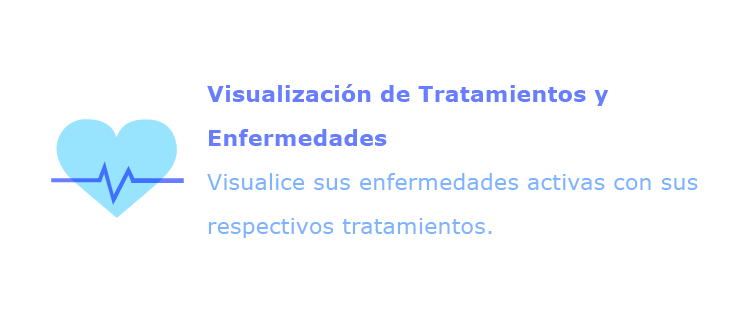 Visualización de Tratamientos y
Enfermedades
Visualice sus enfermedades activas con sus
respectivos tratamientos.